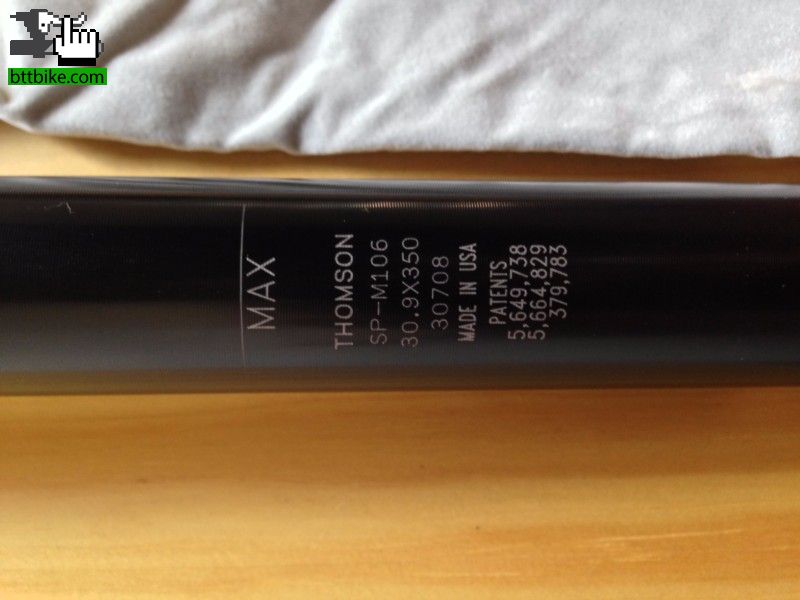 bttbike.com
MAX
THOMSON
SP-M106
30.9X350
30708
MADE IN USA
PATENTS
5,649,738
5,664,829
379,783